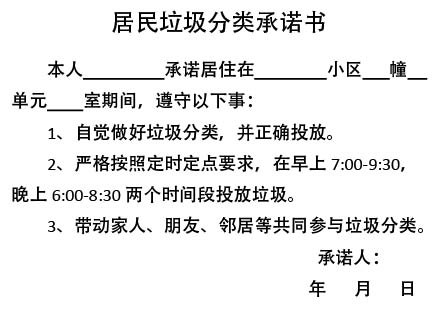 居民垃圾分类承诺书
本人_________承诺居住在________小区___幢__
单元____室期间，遵守以下事：
1、自觉做好垃圾分类，并正确投放。
2、严格按照定时定点要求，在早上 7:00-9:30，
晚上 6:00-8:30 两个时间段投放垃圾。
3、带动家人、朋友、邻居等共同参与垃圾分类。
承诺人：
年 月 日